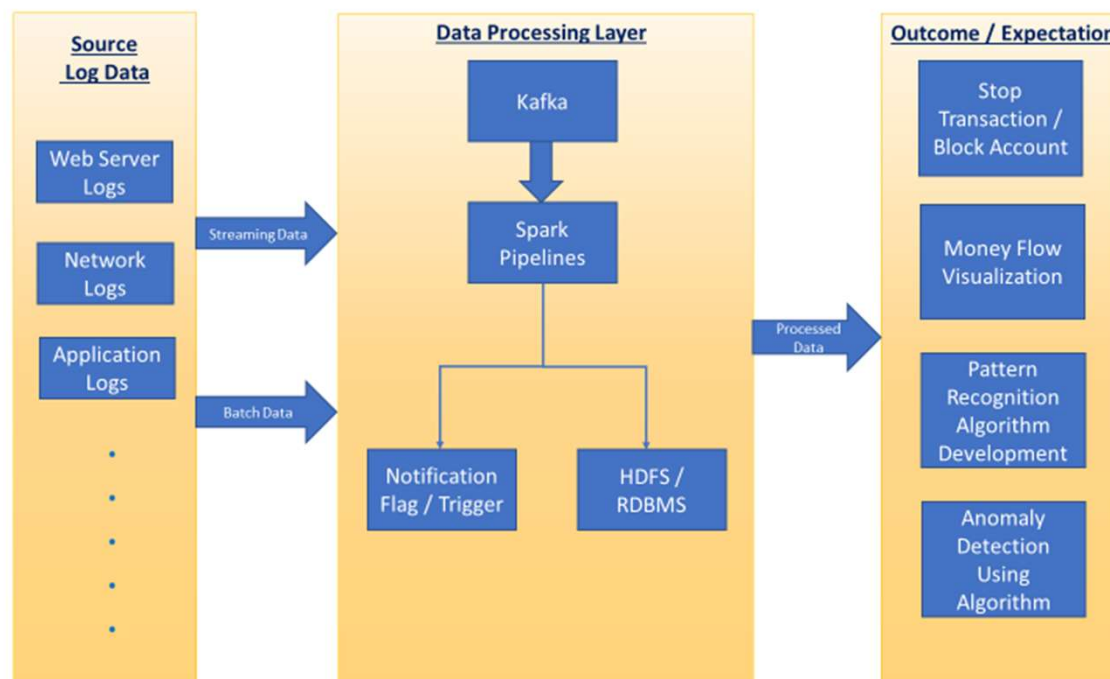 Source
Log Data
Web Server
Logs
Network
Logs
Application
Logs
Streaming Data
Batch Data
Data Processing Layer
Kafka
Spark
Pipelines
Notification
Flag / Trigger
HDFS /
RDBMS
Processed
Data
Outcome / Expectation
Stop
Transaction /
Block Account
Money Flow
Visualization
Pattern
Recognition
Algorithm
Development
Anomaly
Detection
Using
Algorithm